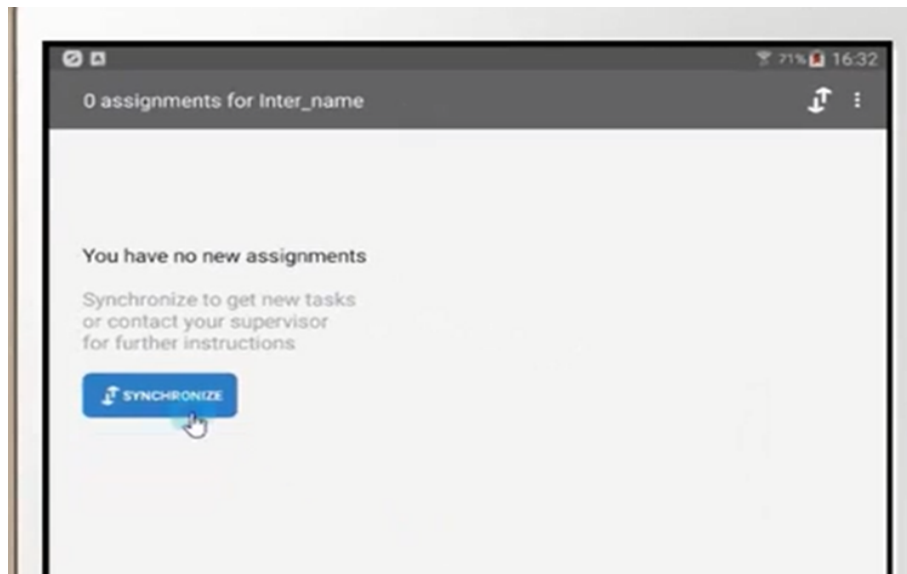 71% 16:32
0 assignments for Inter_name
You have no new assignments
Synchronize to get new tasks
or contact your supervisor
for further instructions
SYNCHRONIZE